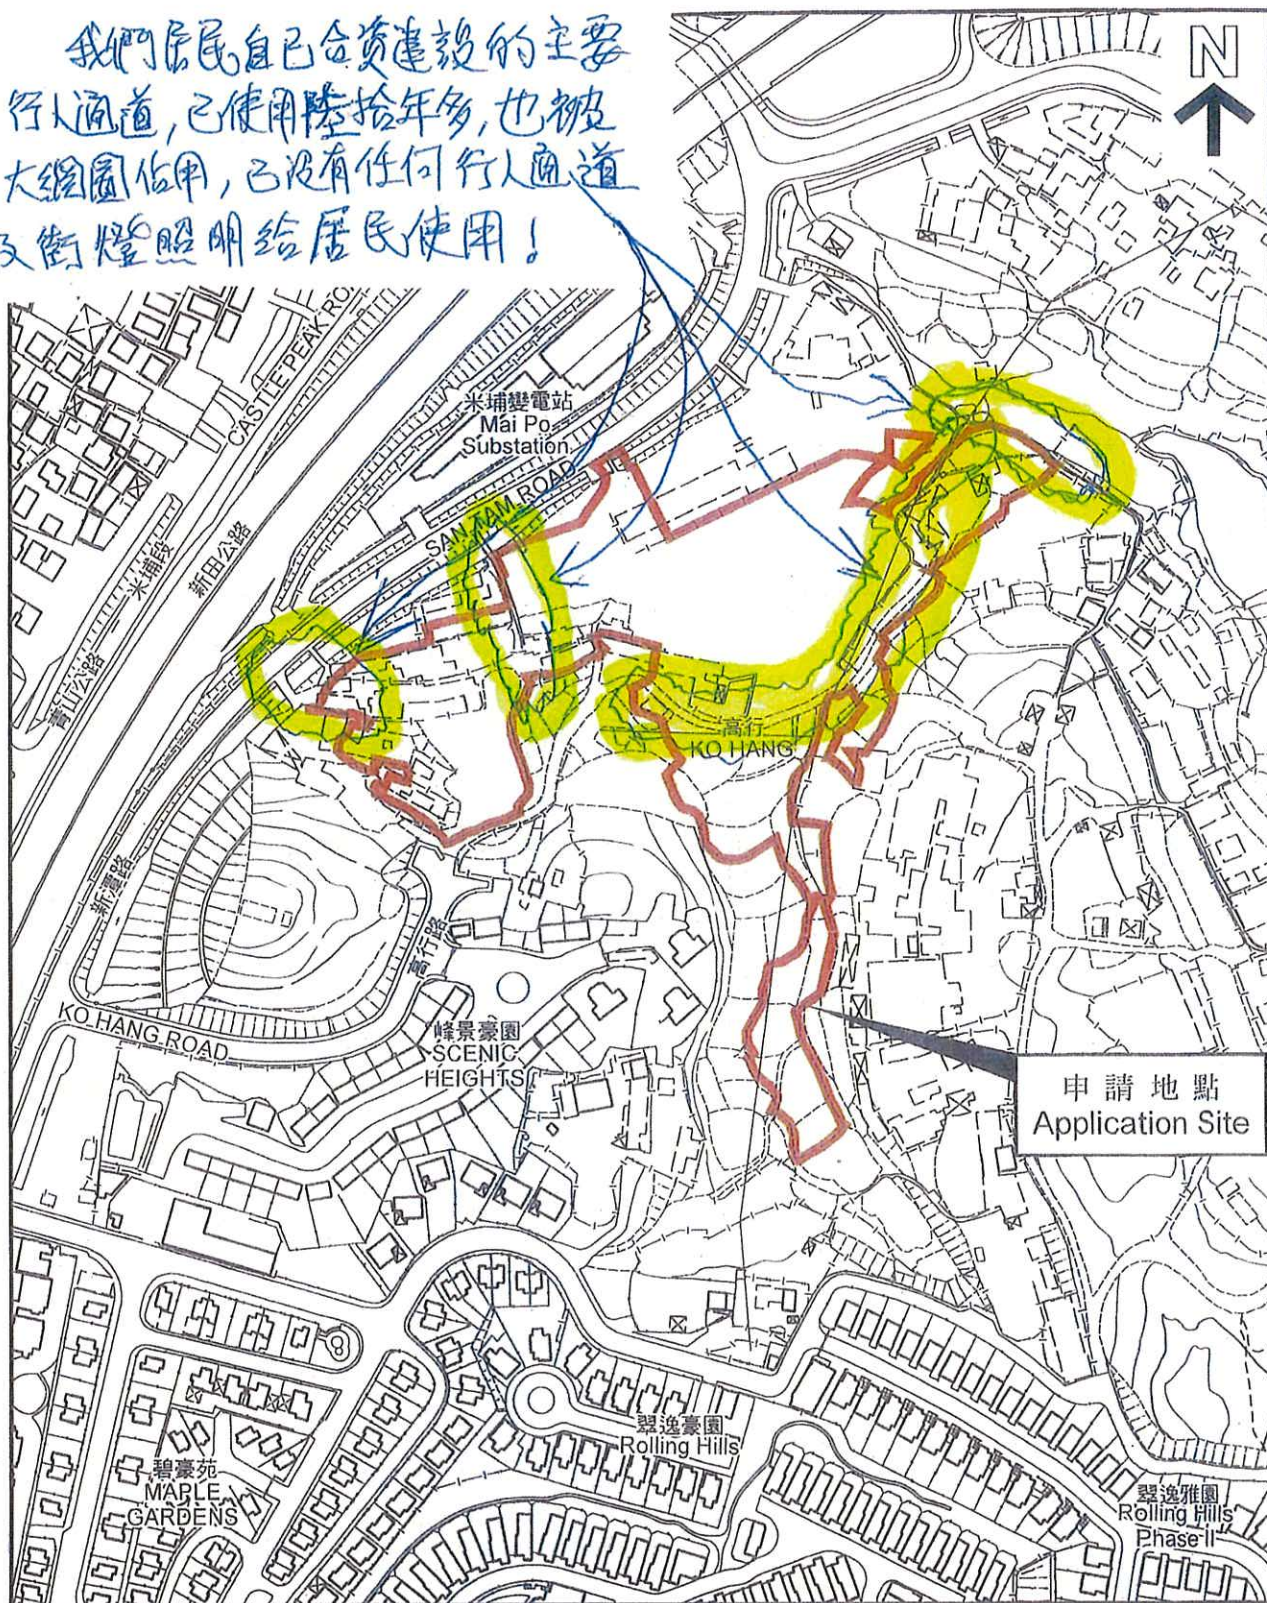 我們居民自己合資建設的主要
行人通道,已使用陸拾年多,也被
大綱圖佔用,已沒有任何行人通道
及街燈照明給居民使用!
N
CASTLE PEAK RO
米埔變電站
Mai Po
Substation
SAN TAM ROAD
米埔段
新田公路
青山公路
高行
KO HANG
新潭路
高行路
KO HANG ROAD
峰景豪園
SCENIC
HEIGHTS
申請地點
Application Site
翠逸豪園
Rolling Hills
碧豪苑
MAPLE
GARDENS
翠逸雅園
Rolling Hills
Phase II